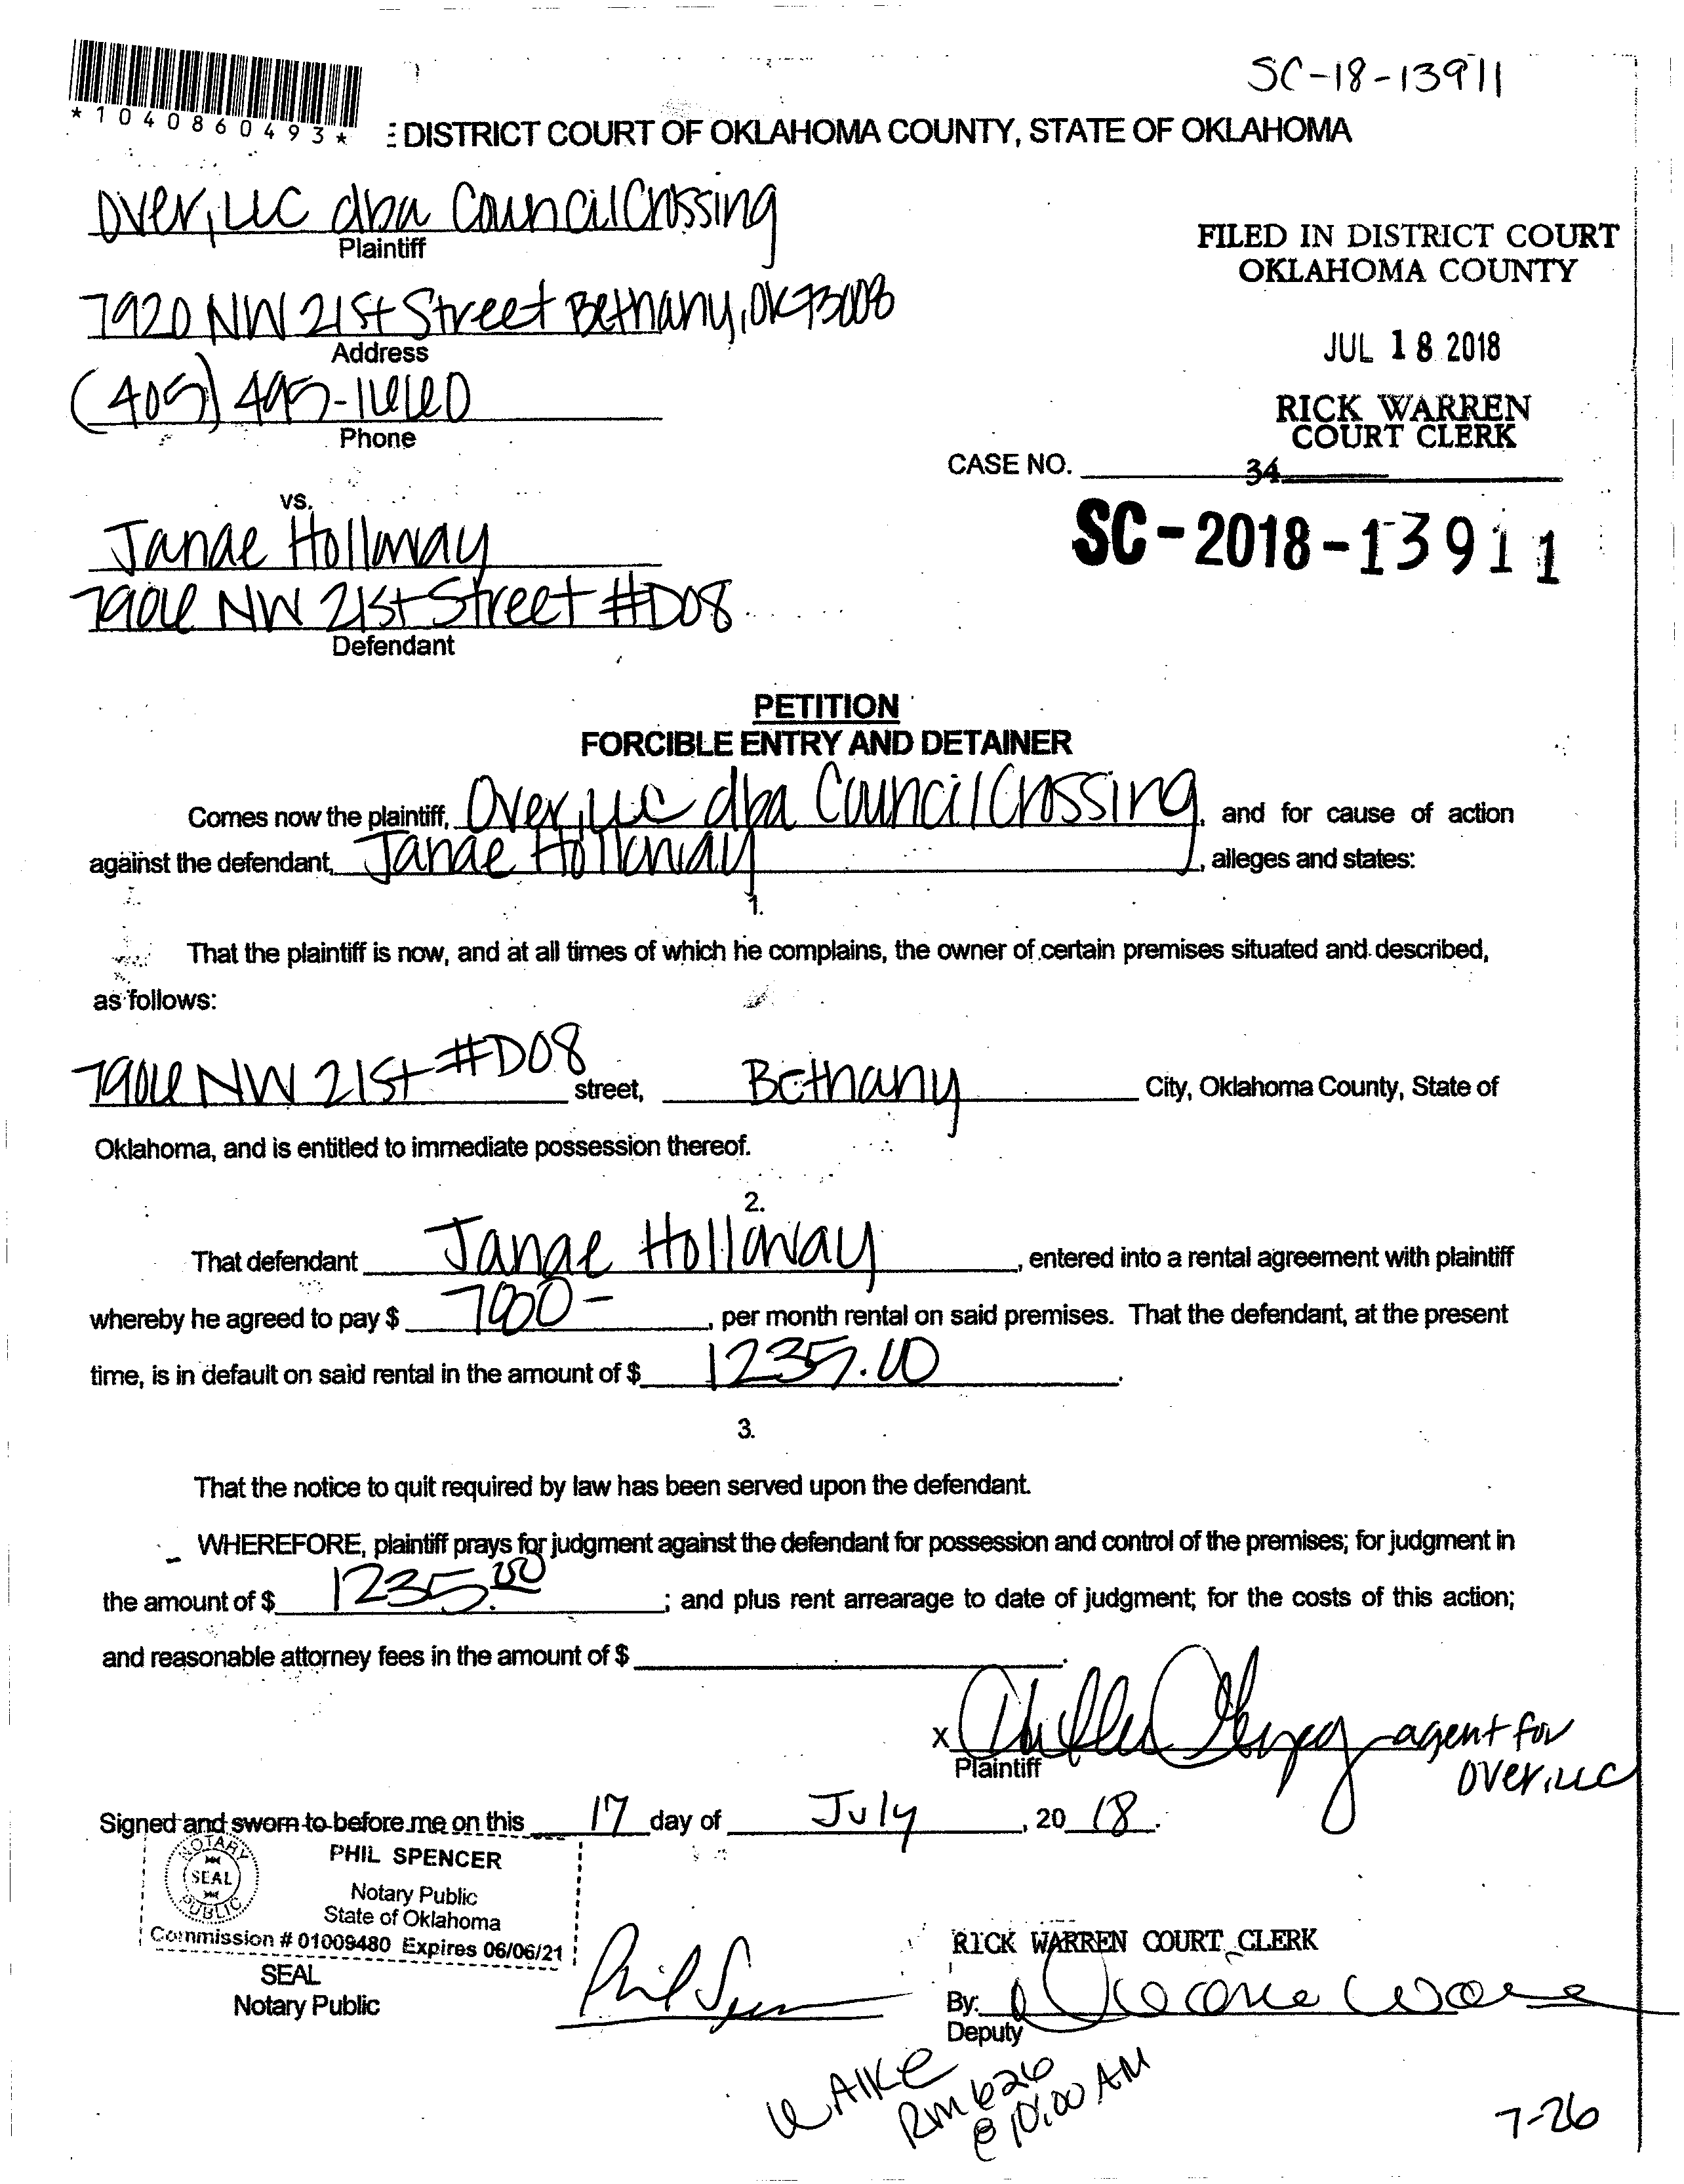 SC-18-13911
*1040860493*
E DISTRICT COURT OF OKLAHOMA COUNTY, STATE OF OKLAHOMA
Over, LLC dba Council Crossing
Plaintiff
FILED IN DISTRICT COURT
OKLAHOMA COUNTY
7920 NW 21st Street Bethany, OK 73008
Address
JUL 18 2018
(405) 495-1660
Phone
RICK WARREN
COURT CLERK
CASE NO.
34
vs.
SC-2018-13911
Janae Holloway
7906 NW 21st Street #D08
Defendant
PETITION
FORCIBLE ENTRY AND DETAINER
Comes now the plaintiff, Over, LLC dba Council Crossing, and for cause of action
against the defendant, Janae Holloway, alleges and states:
1.
That the plaintiff is now, and at all times of which he complains, the owner of certain premises situated and described,
as follows:
7906 NW 21st #D08 street, Bethany City, Oklahoma County, State of
Oklahoma, and is entitled to immediate possession thereof.
2.
That defendant Janae Holloway, entered into a rental agreement with plaintiff
whereby he agreed to pay $ , per month rental on said premises. That the defendant, at the present
time, is in default on said rental in the amount of $ 1235.00.
3.
That the notice to quit required by law has been served upon the defendant.
WHEREFORE, plaintiff prays for judgment against the defendant for possession and control of the premises; for judgment in
the amount of $ 1235.00; and plus rent arrearage to date of judgment; for the costs of this action;
and reasonable attorney fees in the amount of $ .
x agent for
Over, LLC
Plaintiff
Signed and sworn to before me on this 17 day of July, 20 18.
NOTARY PUBLIC SEAL
PHIL SPENCER
Notary Public
State of Oklahoma
Commission # 01009480 Expires 06/06/21
SEAL
Notary Public
Phil Spencer
RICK WARREN COURT CLERK
By:
Deputy
Rm 626
@ 10:00 AM
7-26